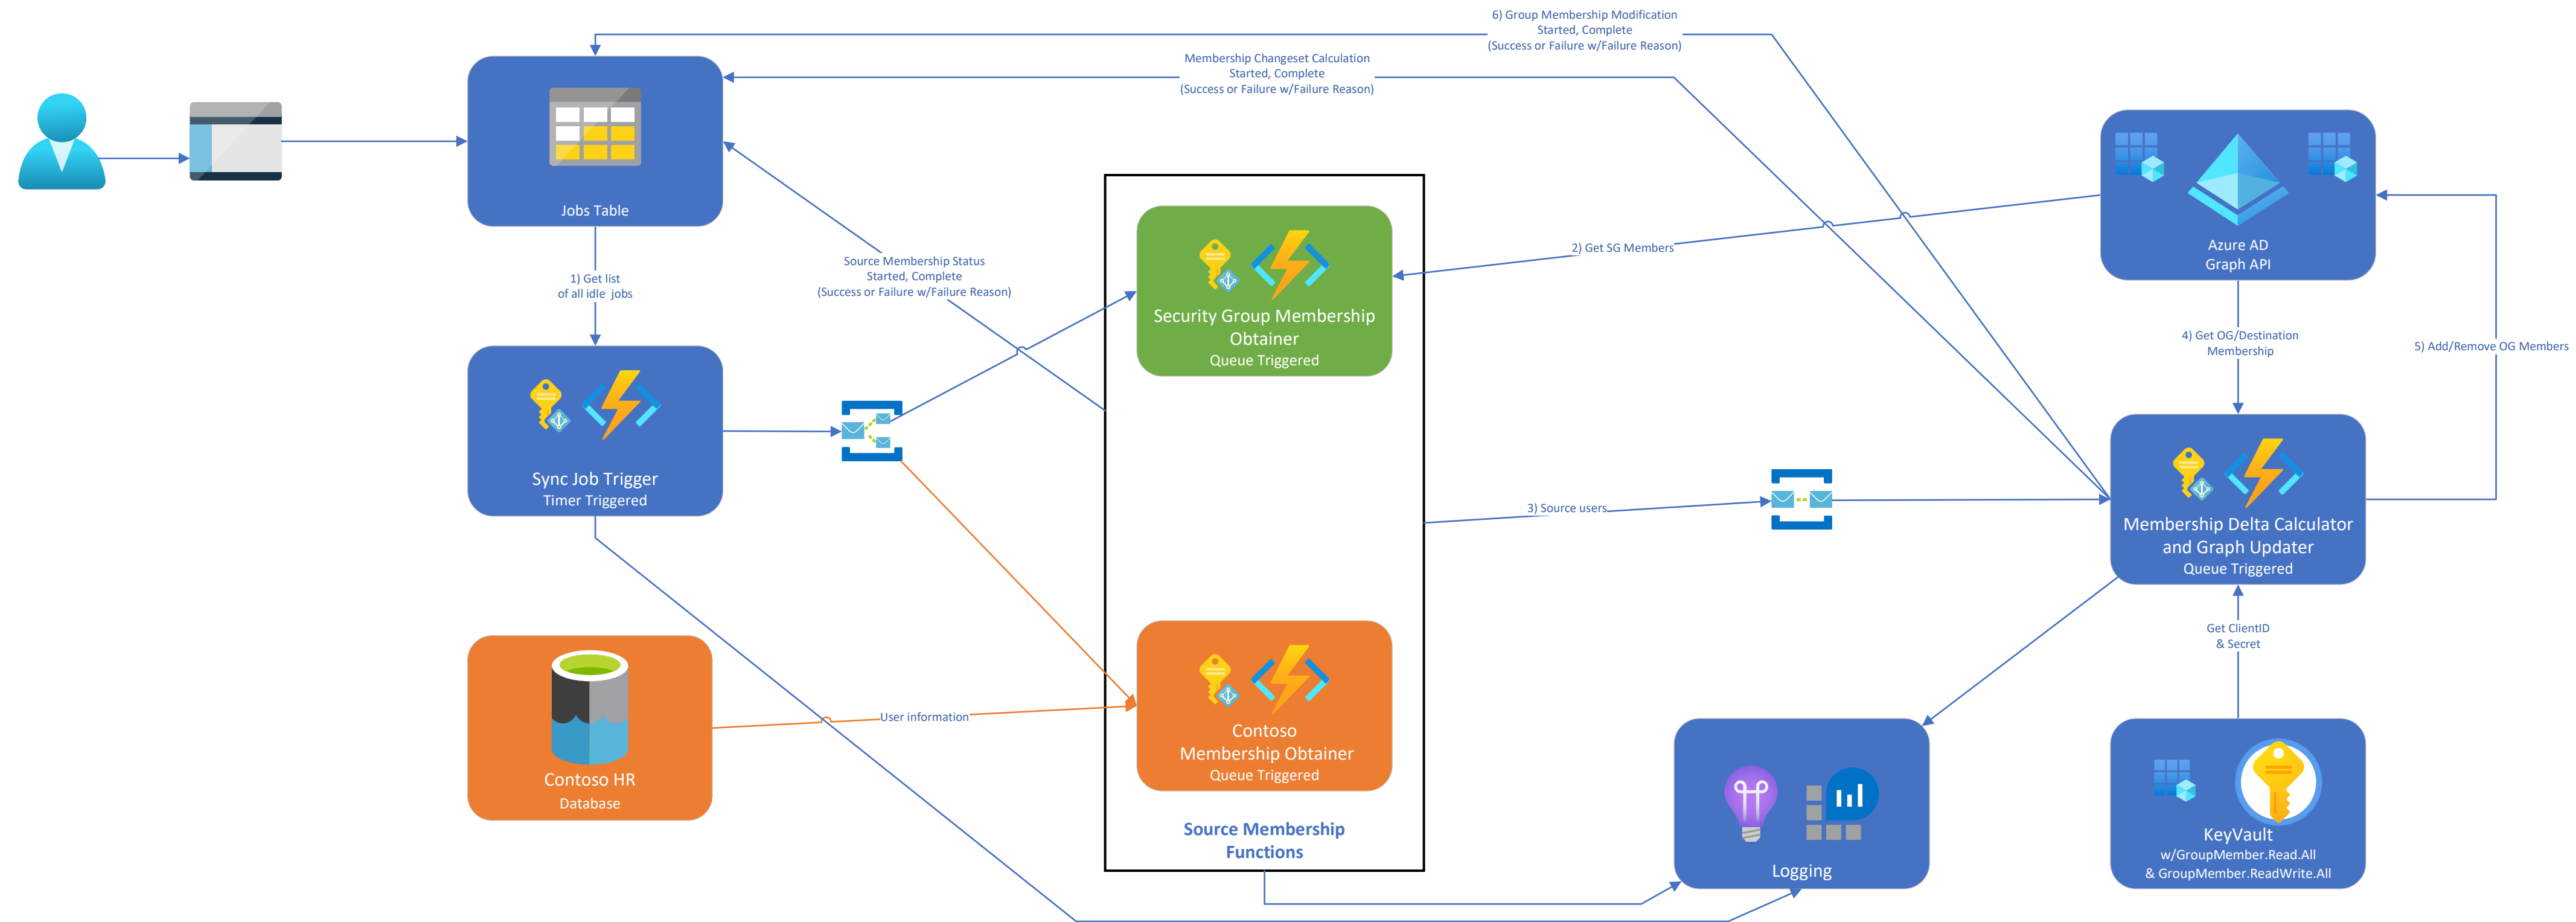 6) Group Membership Modification
Started, Complete
(Success or Failure w/Failure Reason)
Membership Changeset Calculation
Started, Complete
(Success or Failure w/Failure Reason)
Jobs Table
1) Get list
of all idle jobs
Source Membership Status
Started, Complete
(Success or Failure w/Failure Reason)
2) Get SG Members
Azure AD
Graph API
Security Group Membership
Obtainer
Queue Triggered
4) Get OG/Destination
Membership
5) Add/Remove OG Members
Sync Job Trigger
Timer Triggered
3) Source users
Membership Delta Calculator
and Graph Updater
Queue Triggered
Get ClientID
& Secret
User information
Contoso HR
Database
Contoso
Membership Obtainer
Queue Triggered
Source Membership
Functions
Logging
KeyVault
w/GroupMember.Read.All
& GroupMember.ReadWrite.All